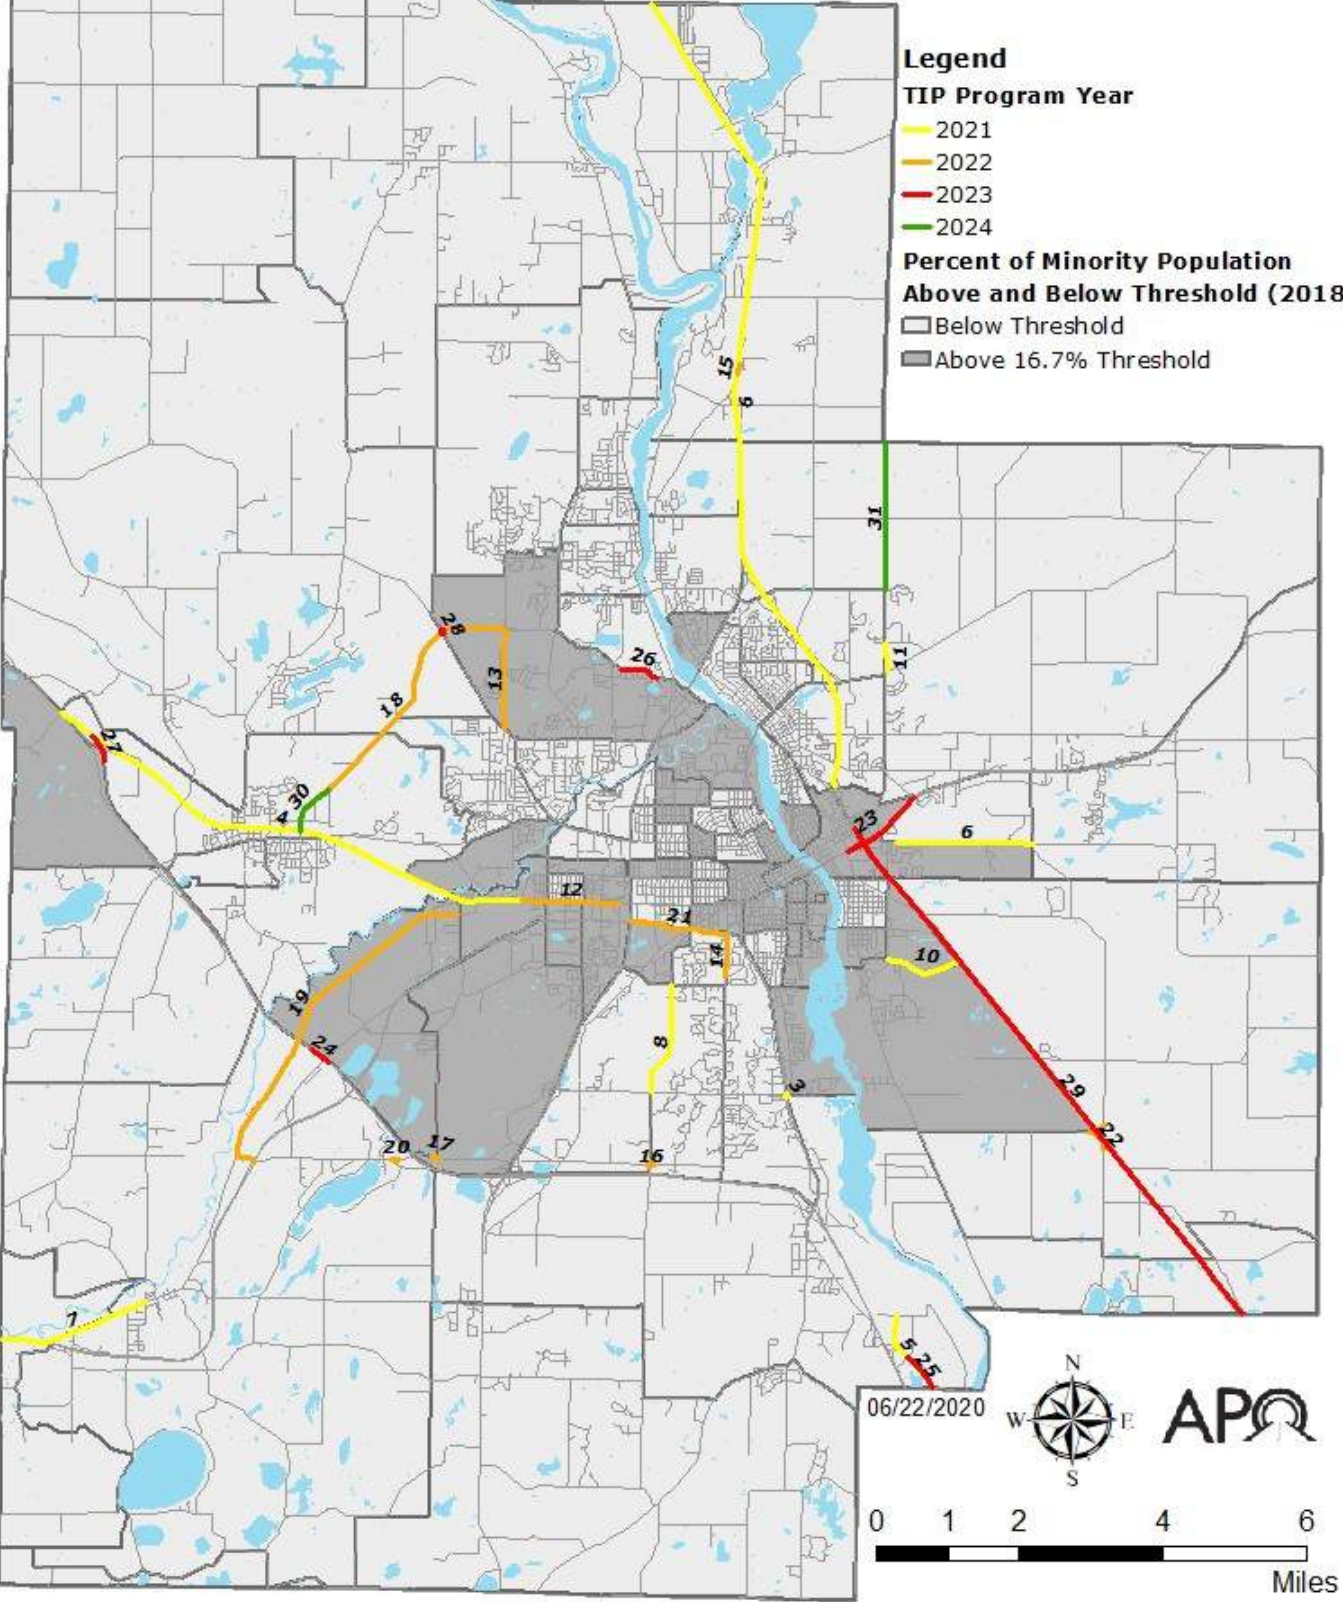 Legend
TIP Program Year
2021
2022
2023
2024
Percent of Minority Population
Above and Below Threshold (2018
Below Threshold
Above 16.7% Threshold
15
6
31
11
28
13
26
18
27
30
4
23
6
12
21
14
10
19
24
8
3
29
22
20
17
16
7
5
25
06/22/2020
N
W
E
S
APO
0 1 2 4 6
Miles